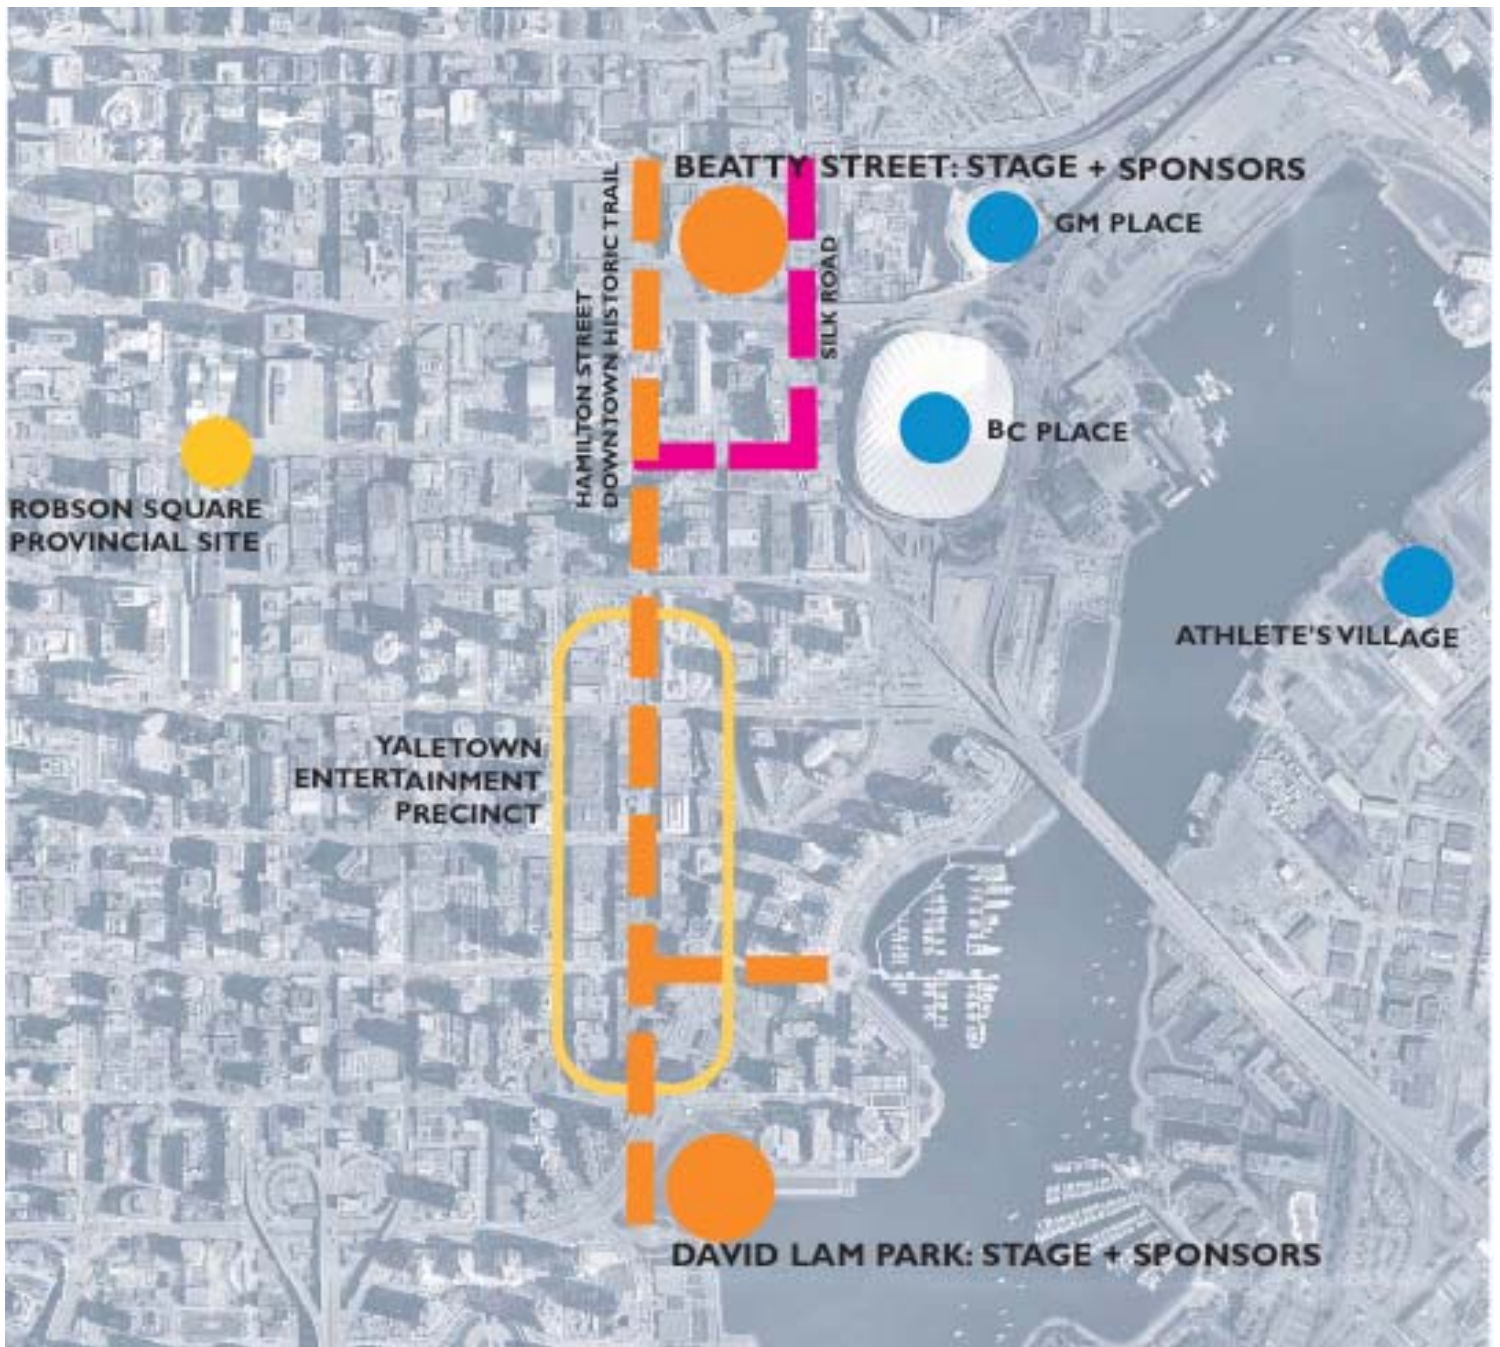 BEATTY STREET: STAGE + SPONSORS
GM PLACE
HAMILTON STREET
DOWNTOWN HISTORIC TRAIL
SILK ROAD
BC PLACE
ROBSON SQUARE
PROVINCIAL SITE
ATHLETE'S VILLAGE
YALETOWN
ENTERTAINMENT
PRECINCT
DAVID LAM PARK: STAGE + SPONSORS